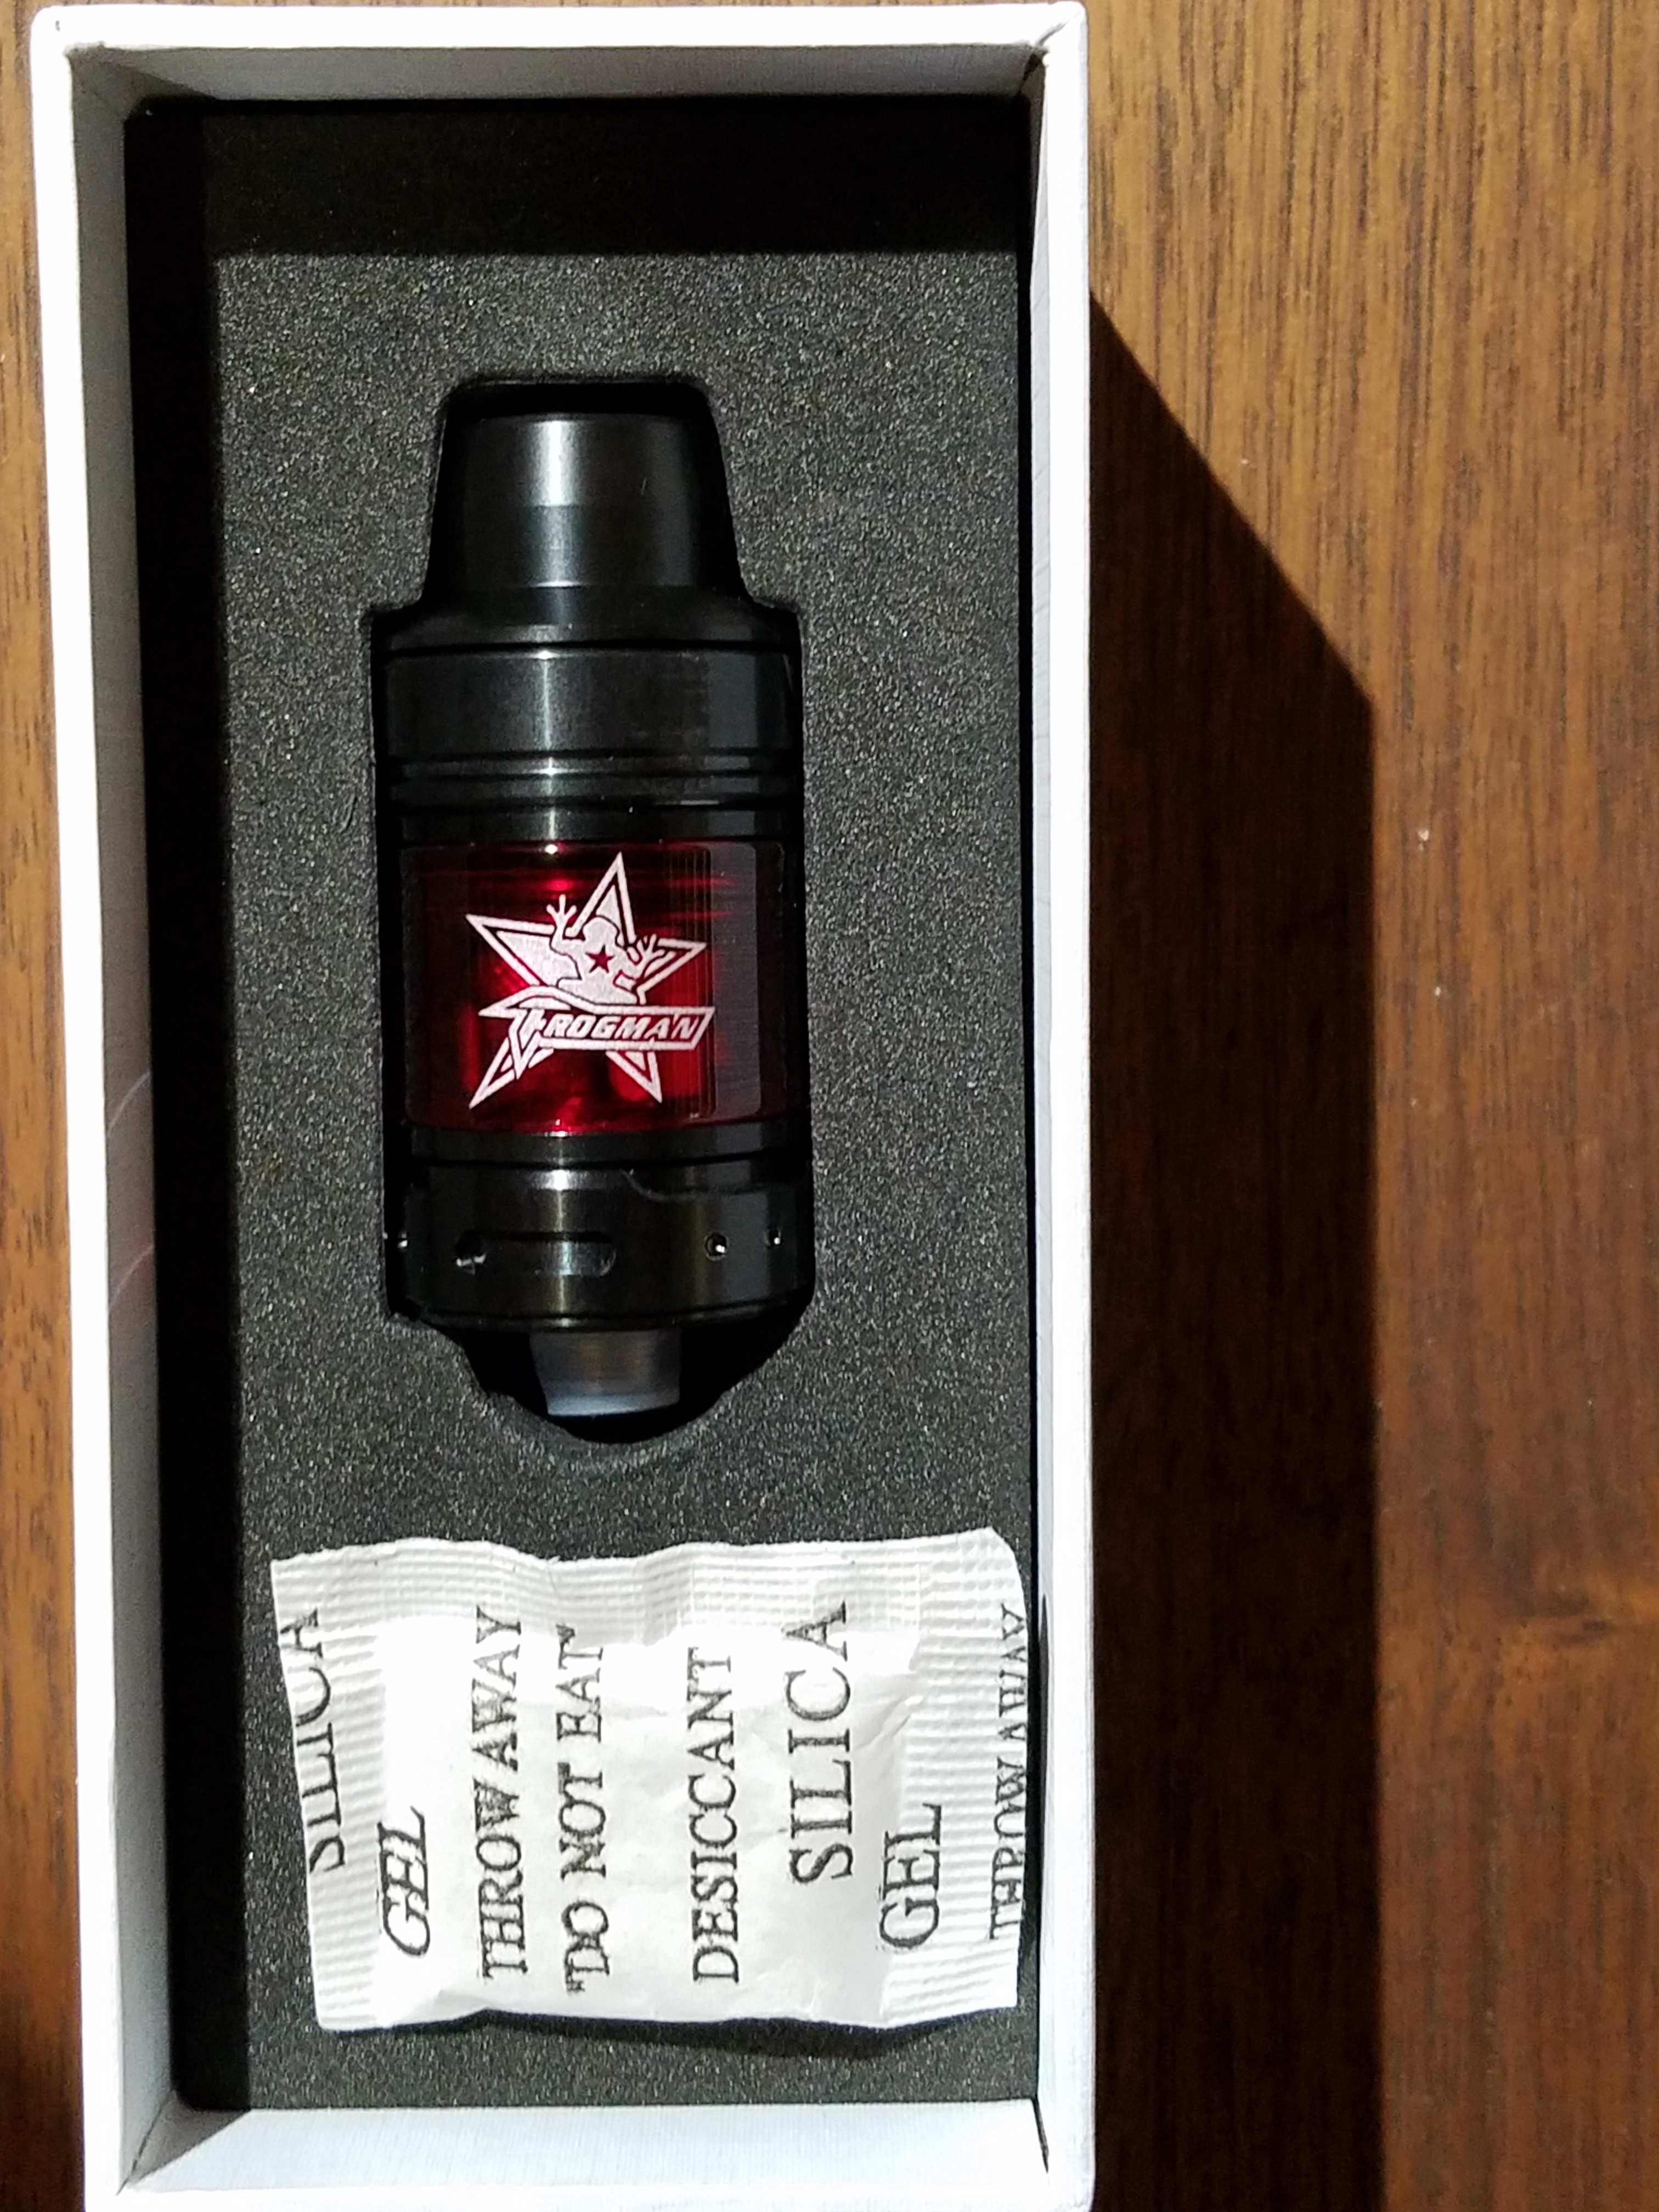 FROGMAN
SILICA
GEL
THROW AWAY
"DO NOT EAT"
DESICCANT
SILICA
GEL
THROW AWAY